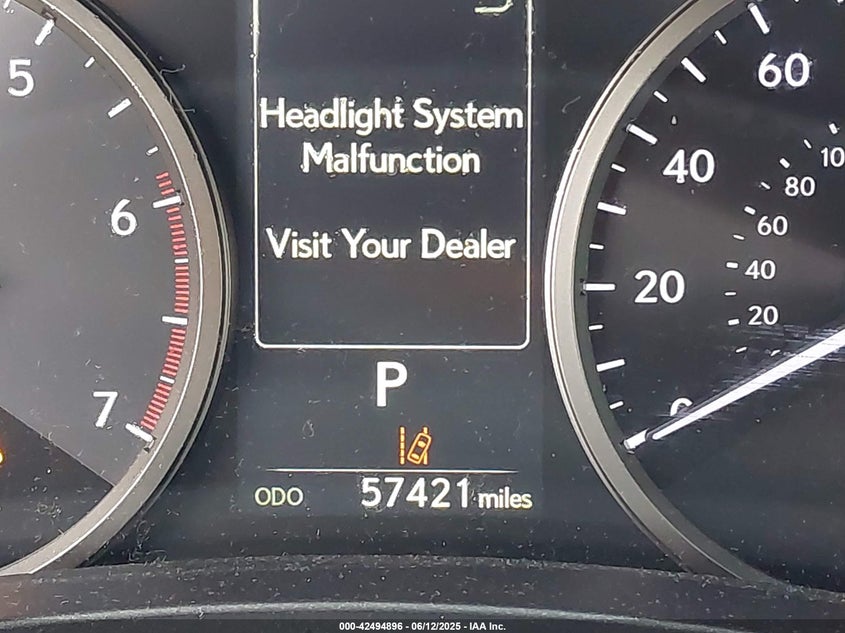 Headlight System
Malfunction
Visit Your Dealer
P
ODO 57421 miles
5
6
7
60
40
20
80
60
40
20
000-42494896 - 06/12/2025 - IAA Inc.